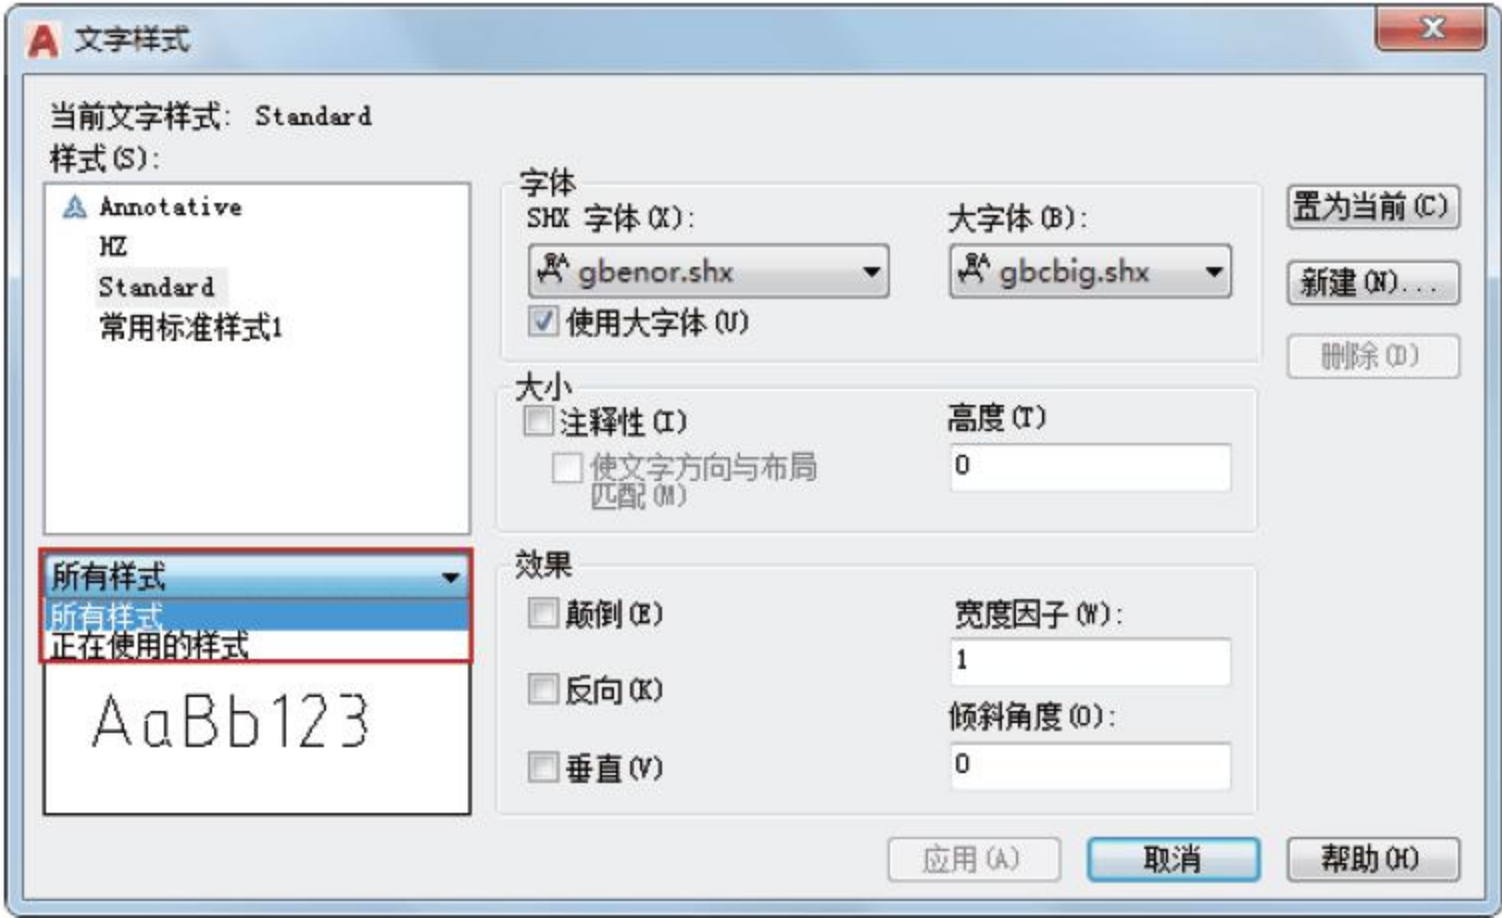 文字样式
当前文字样式: Standard
样式(S):
Annotative
HZ
Standard
常用标准样式1
所有样式
所有样式
正在使用的样式
AaBb123
字体
SHX 字体(X):
大字体(B):
gbenor.shx
gbcbig.shx
使用大字体(U)
大小
注释性(I)
使文字方向与布局
匹配(M)
高度(T)
0
效果
颠倒(E)
反向(K)
垂直(V)
宽度因子(W):
1
倾斜角度(O):
0
置为当前(C)
新建(N)...
删除(D)
应用(A)
取消
帮助(H)